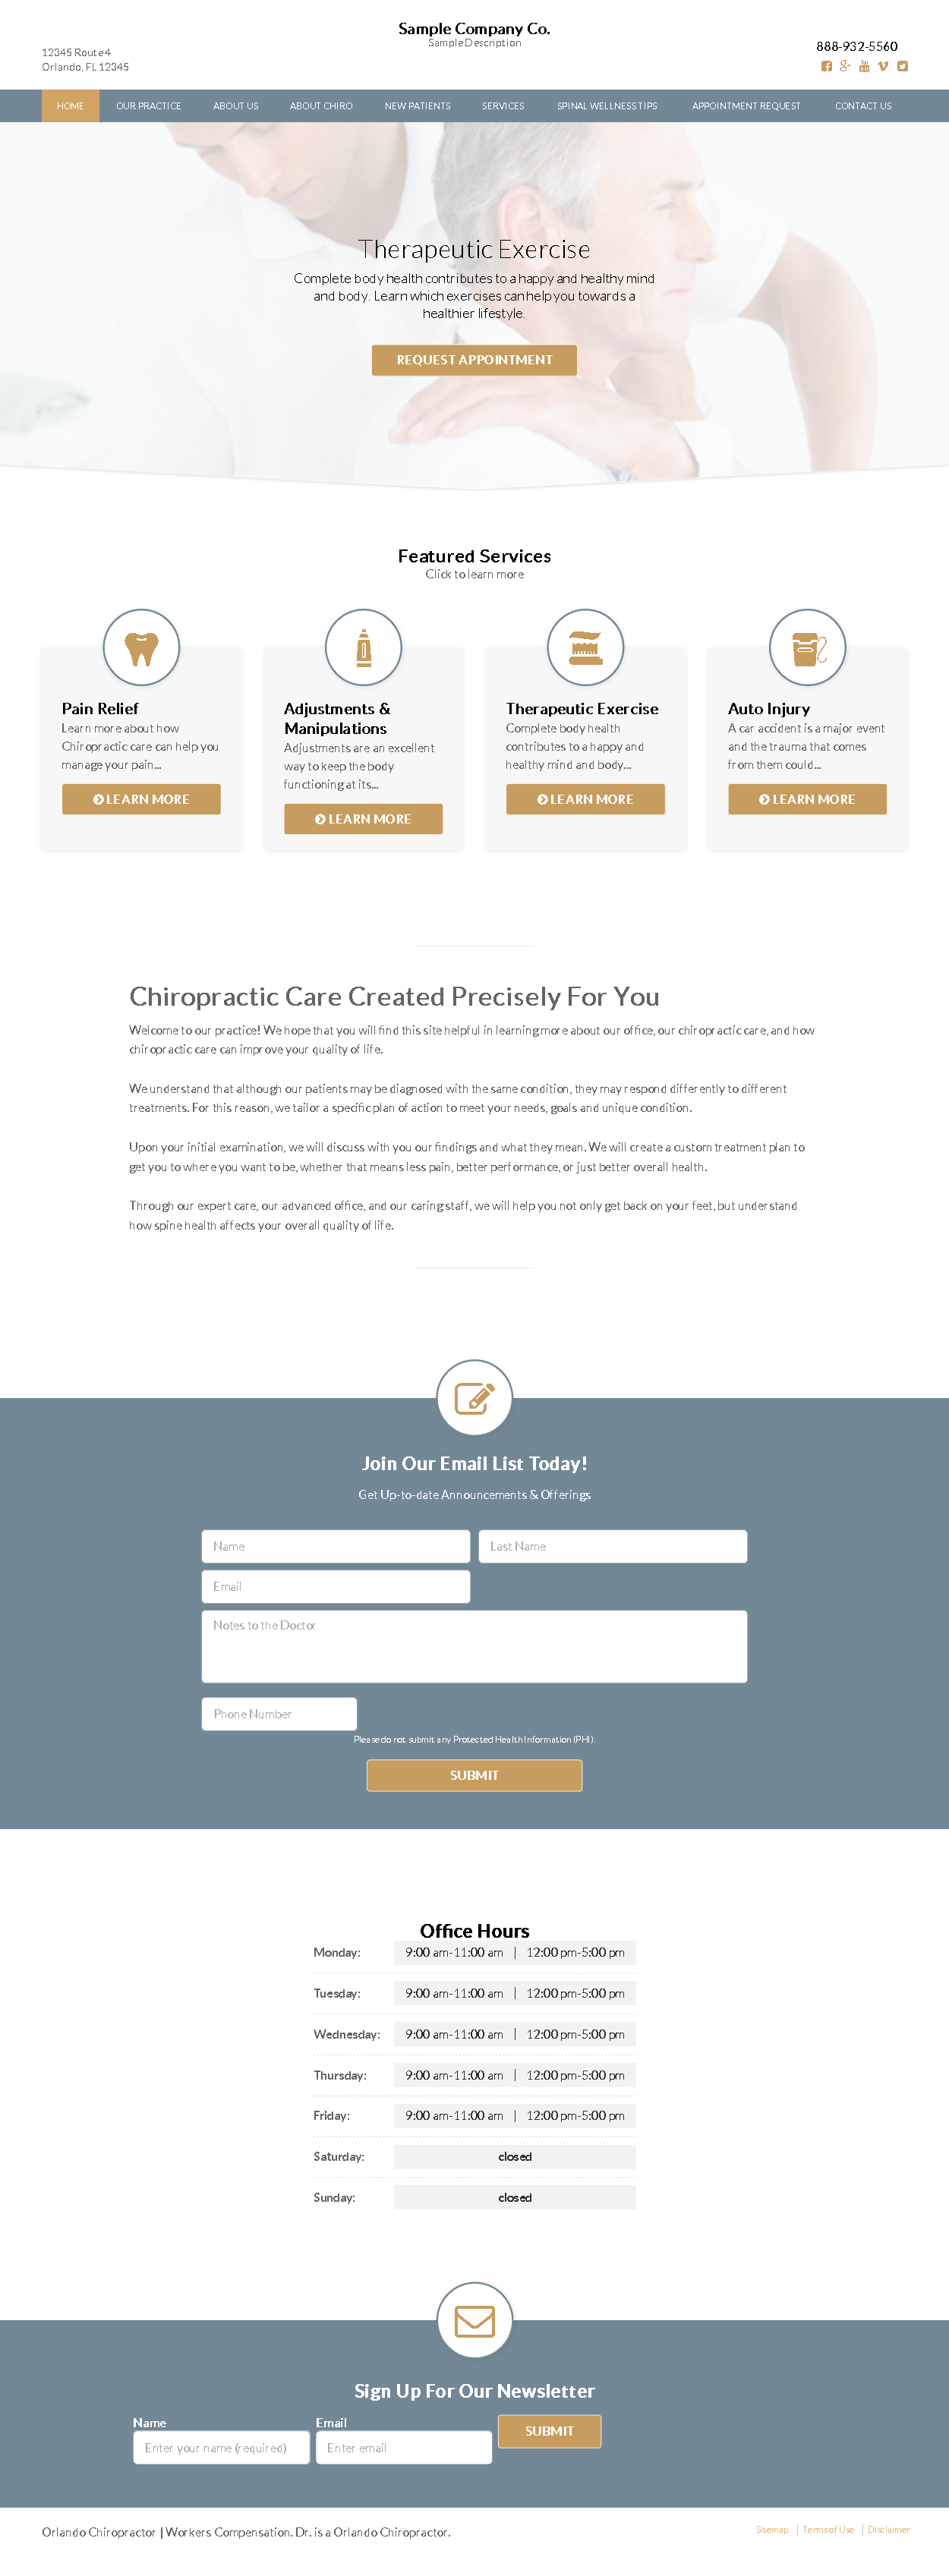 Sample Company Co.
Sample Description
12345 Route 4
Orlando, FL 12345
888-932-5560
HOME OUR PRACTICE ABOUT US ABOUT CHIRO NEW PATIENTS SERVICES SPINAL WELLNESS TIPS APPOINTMENT REQUEST CONTACT US
Therapeutic Exercise
Complete body health contributes to a happy and healthy mind
and body. Learn which exercises can help you towards a
healthier lifestyle.
REQUEST APPOINTMENT
Featured Services
Click to learn more
Pain Relief
Learn more about how
Chiropractic care can help you
manage your pain...
LEARN MORE
Adjustments &
Manipulations
Adjustments are an excellent
way to keep the body
functioning at its...
LEARN MORE
Therapeutic Exercise
Complete body health
contributes to a happy and
healthy mind and body...
LEARN MORE
Auto Injury
A car accident is a major event
and the trauma that comes
from them could...
LEARN MORE
Chiropractic Care Created Precisely For You
Welcome to our practice! We hope that you will find this site helpful in learning more about our office, our chiropractic care, and how
chiropractic care can improve your quality of life.
We understand that although our patients may be diagnosed with the same condition, they may respond differently to different
treatments. For this reason, we tailor a specific plan of action to meet your needs, goals and unique condition.
Upon your initial examination, we will discuss with you our findings and what they mean. We will create a custom treatment plan to
get you to where you want to be, whether that means less pain, better performance, or just better overall health.
Through our expert care, our advanced office, and our caring staff, we will help you not only get back on your feet, but understand
how spine health affects your overall quality of life.
Join Our Email List Today!
Get Up-to-date Announcements & Offerings
Name Last Name
Email
Notes to the Doctor
Phone Number
Please do not submit any Protected Health Information (PHI).
SUBMIT
Office Hours
Monday: 9:00 am-11:00 am | 12:00 pm-5:00 pm
Tuesday: 9:00 am-11:00 am | 12:00 pm-5:00 pm
Wednesday: 9:00 am-11:00 am | 12:00 pm-5:00 pm
Thursday: 9:00 am-11:00 am | 12:00 pm-5:00 pm
Friday: 9:00 am-11:00 am | 12:00 pm-5:00 pm
Saturday: closed
Sunday: closed
Sign Up For Our Newsletter
Name Email
Enter your name (required) Enter email SUBMIT
Orlando Chiropractor | Workers Compensation. Dr. is a Orlando Chiropractor.
Sitemap | Terms of Use | Disclaimer